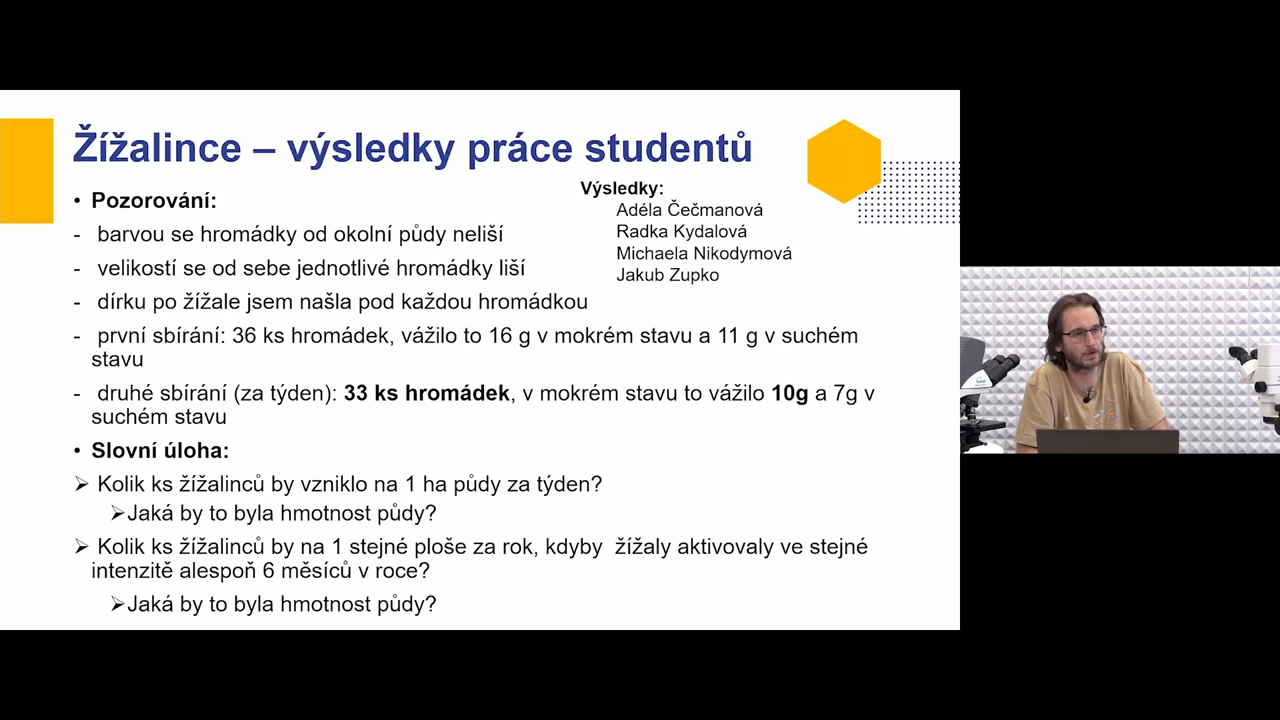 Žížalince – výsledky práce studentů
• Pozorování:
- barvou se hromádky od okolní půdy neliší
- velikostí se od sebe jednotlivé hromádky liší
- dírku po žížale jsem našla pod každou hromádkou
- první sbírání: 36 ks hromádek, vážilo to 16 g v mokrém stavu a 11 g v suchém
stavu
- druhé sbírání (za týden): 33 ks hromádek, v mokrém stavu to vážilo 10g a 7g v
suchém stavu
• Slovní úloha:
➢ Kolik ks žížalinců by vzniklo na 1 ha půdy za týden?
➢Jaká by to byla hmotnost půdy?
➢ Kolik ks žížalinců by na 1 stejné ploše za rok, kdyby žížaly aktivovaly ve stejné
intenzitě alespoň 6 měsíců v roce?
➢Jaká by to byla hmotnost půdy?
Výsledky:
Adéla Čečmanová
Radka Kydalová
Michaela Nikodymová
Jakub Zupko